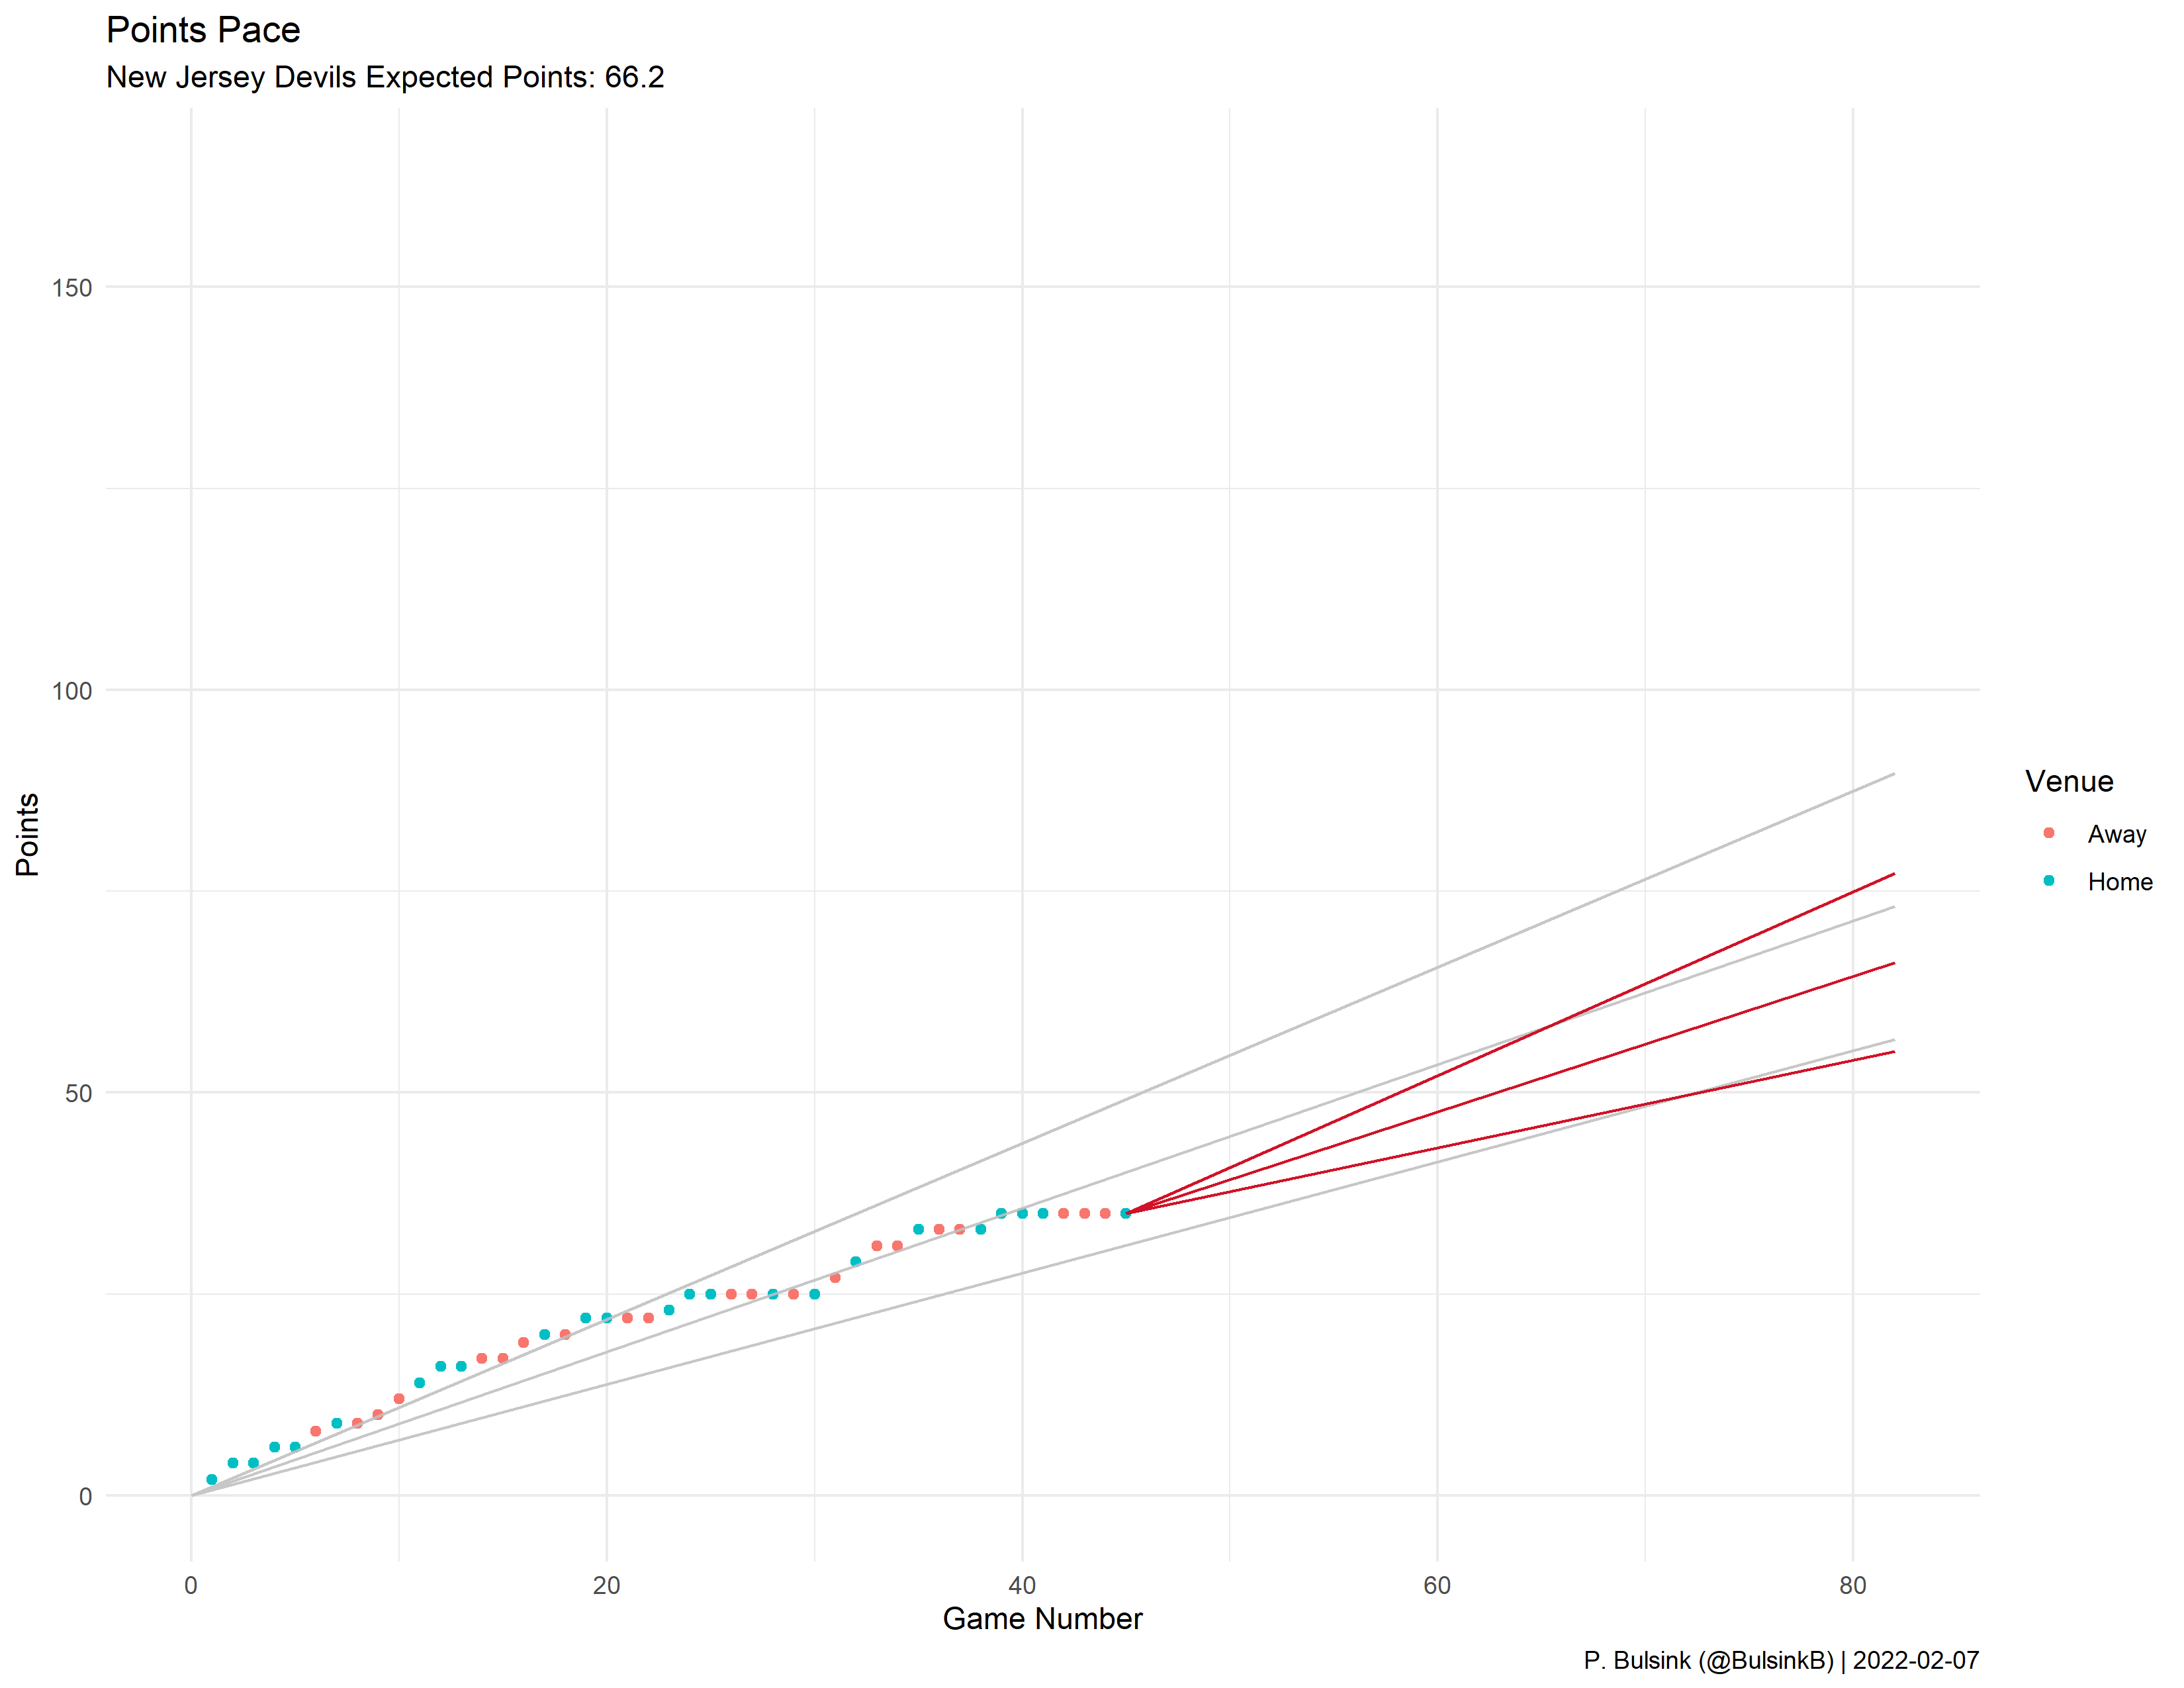 Points Pace
New Jersey Devils Expected Points: 66.2
150
100
50
0
Points
0 20 40 60 80
Game Number
Venue
Away
Home
P. Bulsink (@BulsinkB) | 2022-02-07